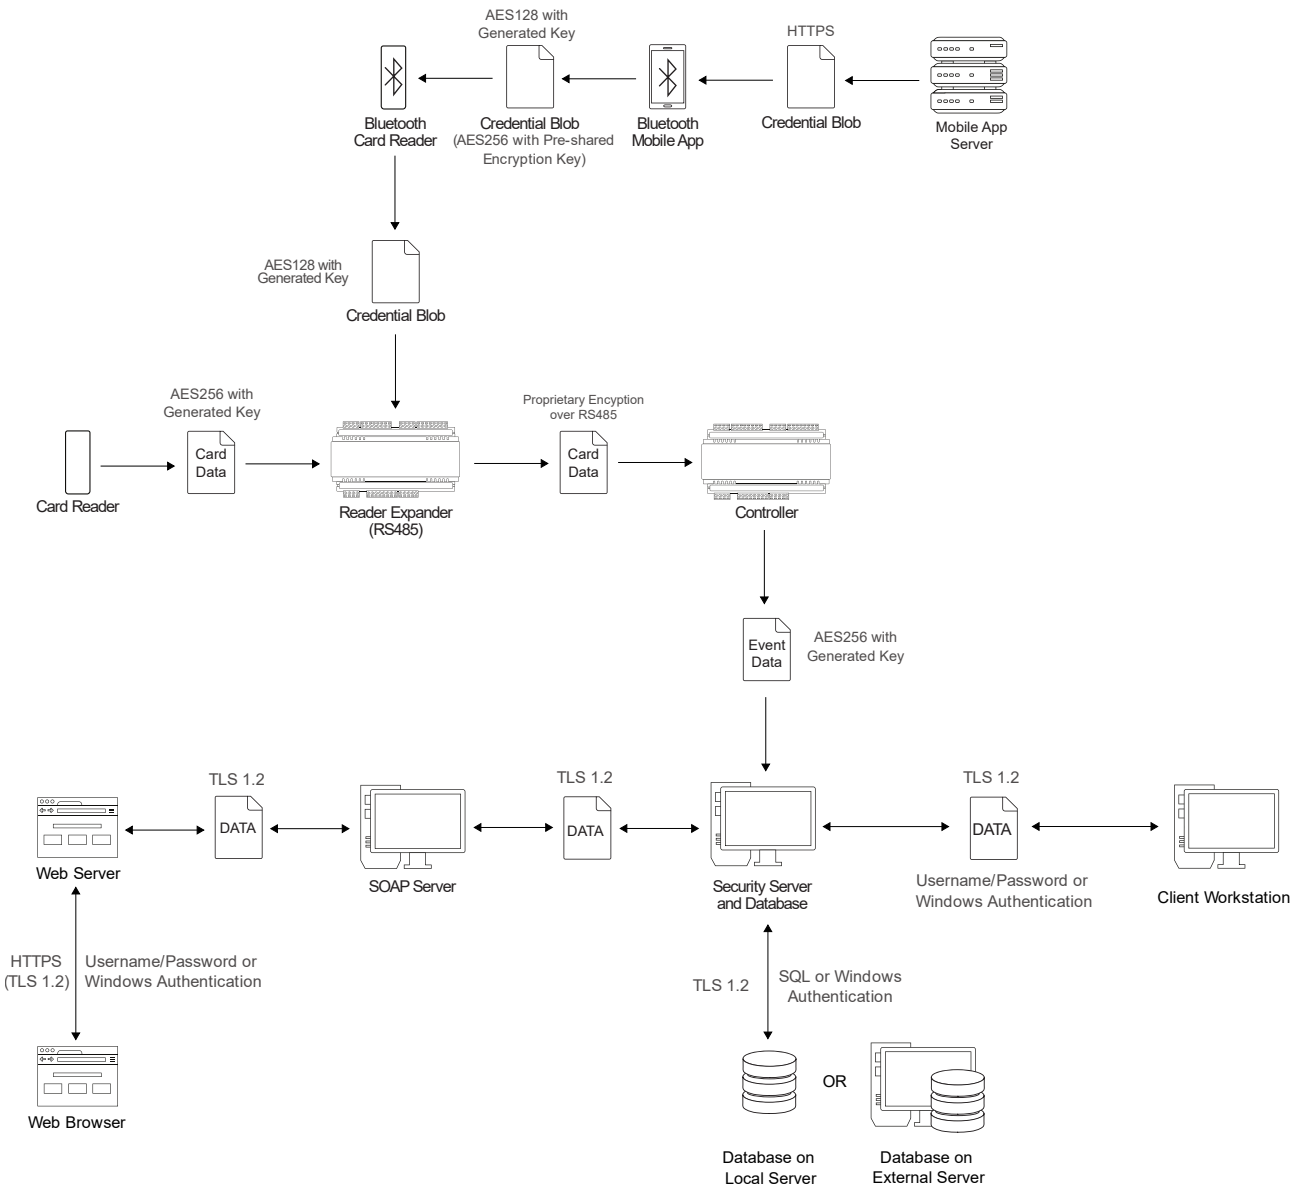 AES128 with
Generated Key
HTTPS
Bluetooth
Card Reader
Credential Blob
(AES256 with Pre-shared
Encryption Key)
Bluetooth
Mobile App
Credential Blob
Mobile App
Server
AES128 with
Generated Key
Credential Blob
AES256 with
Generated Key
Proprietary Encyption
over RS485
Card
Data
Card
Data
Card Reader
Reader Expander
(RS485)
Controller
Event
Data
AES256 with
Generated Key
TLS 1.2
TLS 1.2
TLS 1.2
DATA
DATA
DATA
Web Server
SOAP Server
Security Server
and Database
Username/Password or
Windows Authentication
Client Workstation
HTTPS
(TLS 1.2)
Username/Password or
Windows Authentication
TLS 1.2
SQL or Windows
Authentication
OR
Web Browser
Database on
Local Server
Database on
External Server